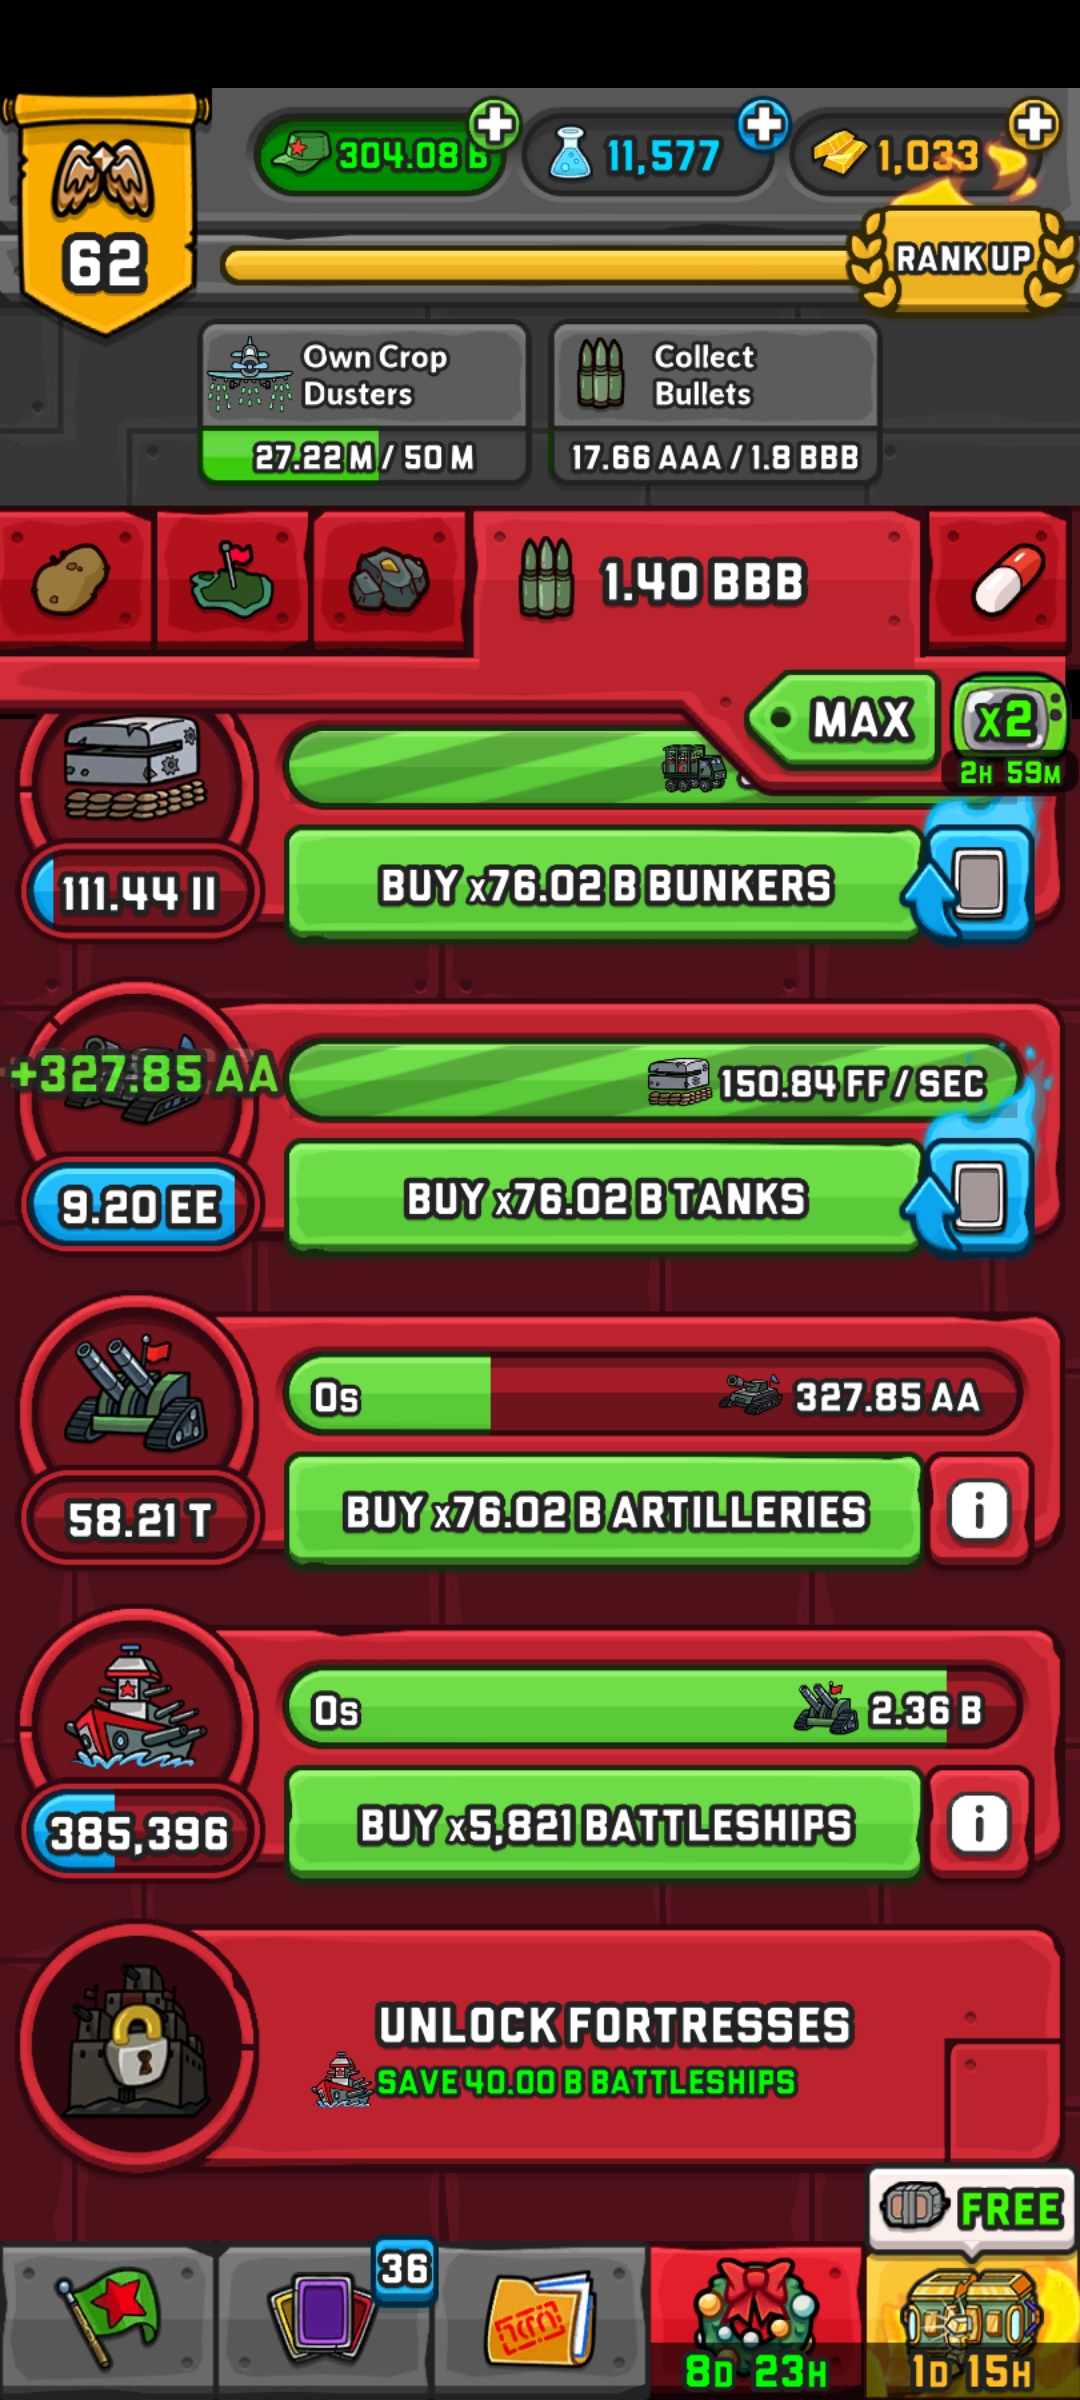 304.08 B
11,577
1,033
62
RANK UP
Own Crop
Dusters
27.22 M / 50 M
Collect
Bullets
17.66 AAA / 1.8 BBB
1.40 BBB
MAX
x2
2H 59M
111.44 II
BUY x76.02 B BUNKERS
+327.85 AA
150.84 FF / SEC
9.20 EE
BUY x76.02 B TANKS
0s
327.85 AA
58.21 T
BUY x76.02 B ARTILLERIES
i
0s
2.36 B
385,396
BUY x5,821 BATTLESHIPS
i
UNLOCK FORTRESSES
SAVE 40.00 B BATTLESHIPS
FREE
36
8D 23H
1D 15H